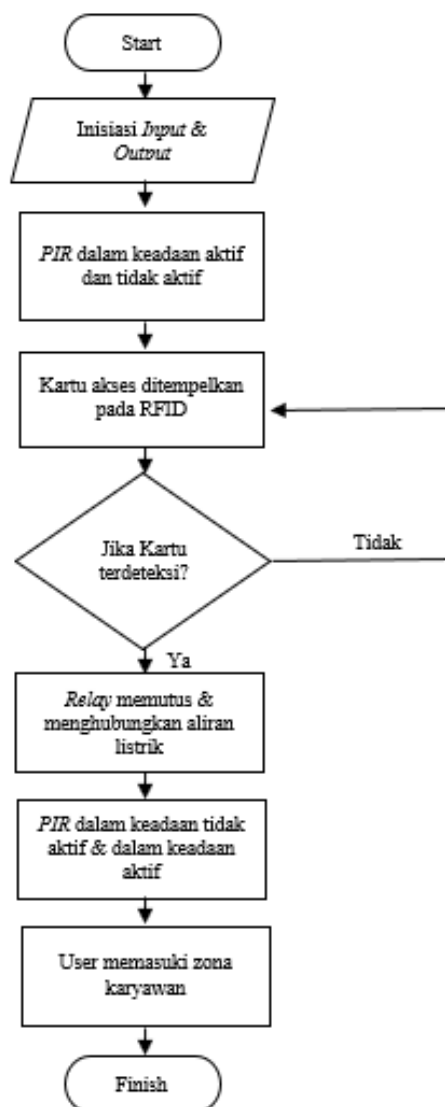 Start
Inisiasi Input &
Output
PIR dalam keadaan aktif
dan tidak aktif
Kartu akses ditempelkan
pada RFID
Jika Kartu
terdeteksi?
Tidak
Ya
Relay memutus &
menghubungkan aliran
listrik
PIR dalam keadaan tidak
aktif & dalam keadaan
aktif
User memasuki zona
karyawan
Finish